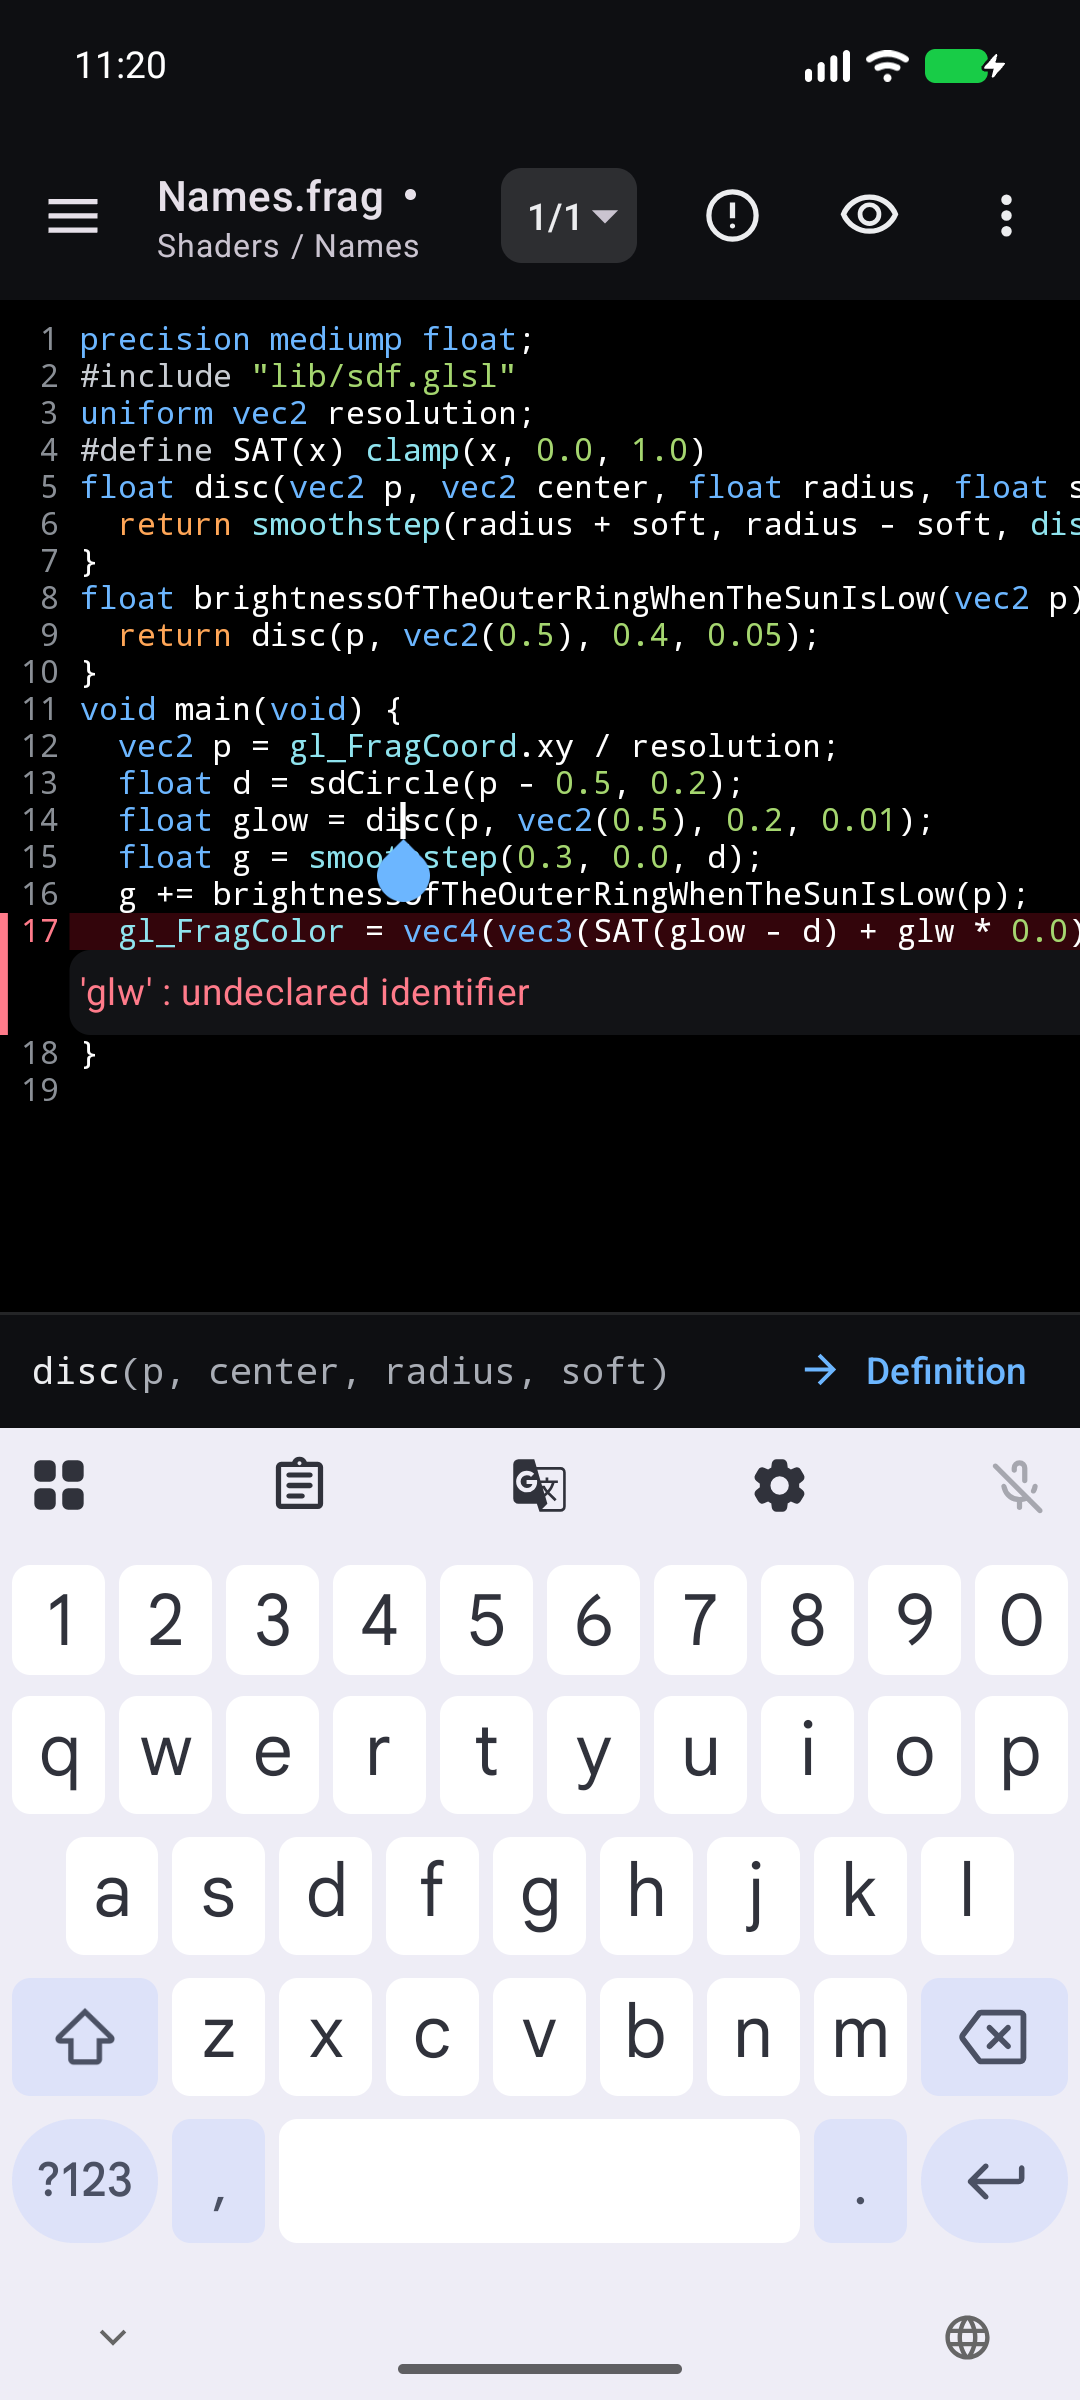 11:20
Names.frag •
Shaders / Names
1/1
1 precision mediump float;
2 #include "lib/sdf.glsl"
3 uniform vec2 resolution;
4 #define SAT(x) clamp(x, 0.0, 1.0)
5 float disc(vec2 p, vec2 center, float radius, float s
6   return smoothstep(radius + soft, radius - soft, dis
7 }
8 float brightnessOfTheOuterRingWhenTheSunIsLow(vec2 p)
9   return disc(p, vec2(0.5), 0.4, 0.05);
10 }
11 void main(void) {
12   vec2 p = gl_FragCoord.xy / resolution;
13   float d = sdCircle(p - 0.5, 0.2);
14   float glow = disc(p, vec2(0.5), 0.2, 0.01);
15   float g = smoothstep(0.3, 0.0, d);
16   g += brightnessOfTheOuterRingWhenTheSunIsLow(p);
17   gl_FragColor = vec4(vec3(SAT(glow - d) + glw * 0.0)
'glw' : undeclared identifier
18 }
19
disc(p, center, radius, soft)
→ Definition
1 2 3 4 5 6 7 8 9 0
q w e r t y u i o p
a s d f g h j k l
z x c v b n m
?123 , .